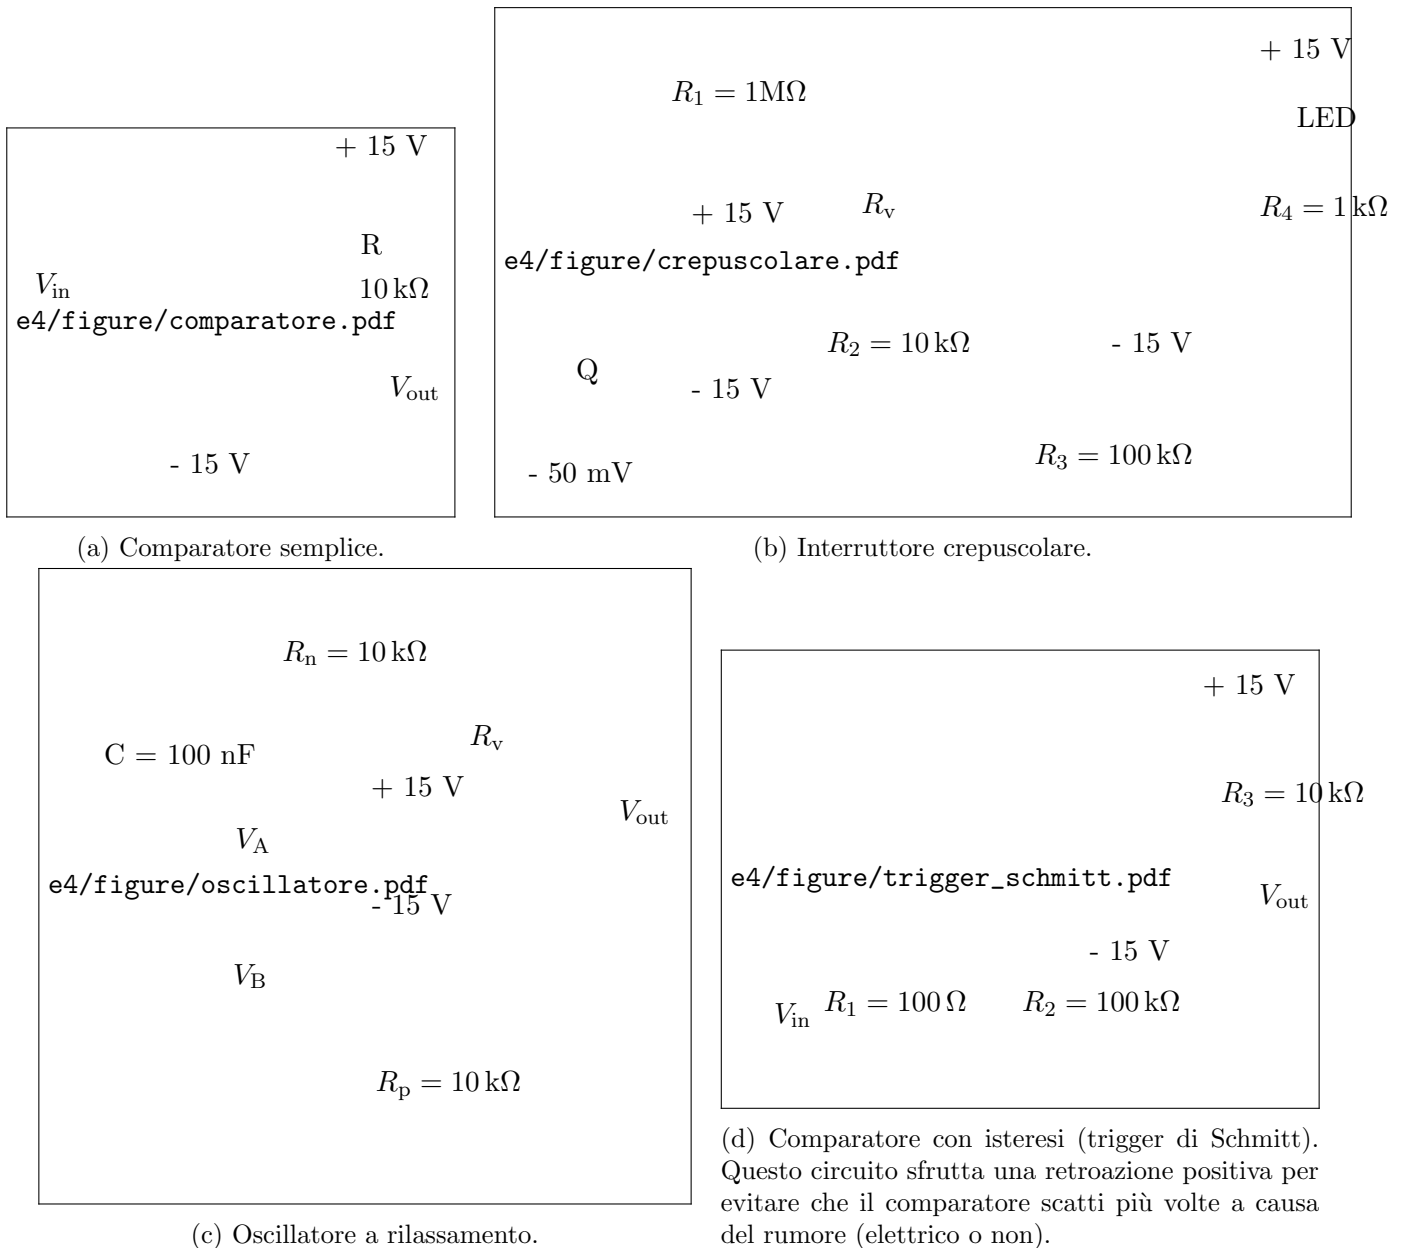 + 15 V
R
10 kΩ
V_in
e4/figure/comparatore.pdf
V_out
- 15 V
(a) Comparatore semplice.
+ 15 V
R_1 = 1MΩ
LED
+ 15 V
R_v
R_4 = 1 kΩ
e4/figure/crepuscolare.pdf
R_2 = 10 kΩ
- 15 V
Q
- 15 V
R_3 = 100 kΩ
- 50 mV
(b) Interruttore crepuscolare.
R_n = 10 kΩ
R_v
C = 100 nF
+ 15 V
V_out
V_A
e4/figure/oscillatore.pdf
- 15 V
V_B
R_p = 10 kΩ
(c) Oscillatore a rilassamento.
+ 15 V
R_3 = 10 kΩ
e4/figure/trigger_schmitt.pdf
V_out
- 15 V
V_in
R_1 = 100 Ω
R_2 = 100 kΩ
(d) Comparatore con isteresi (trigger di Schmitt).
Questo circuito sfrutta una retroazione positiva per
evitare che il comparatore scatti più volte a causa
del rumore (elettrico o non).